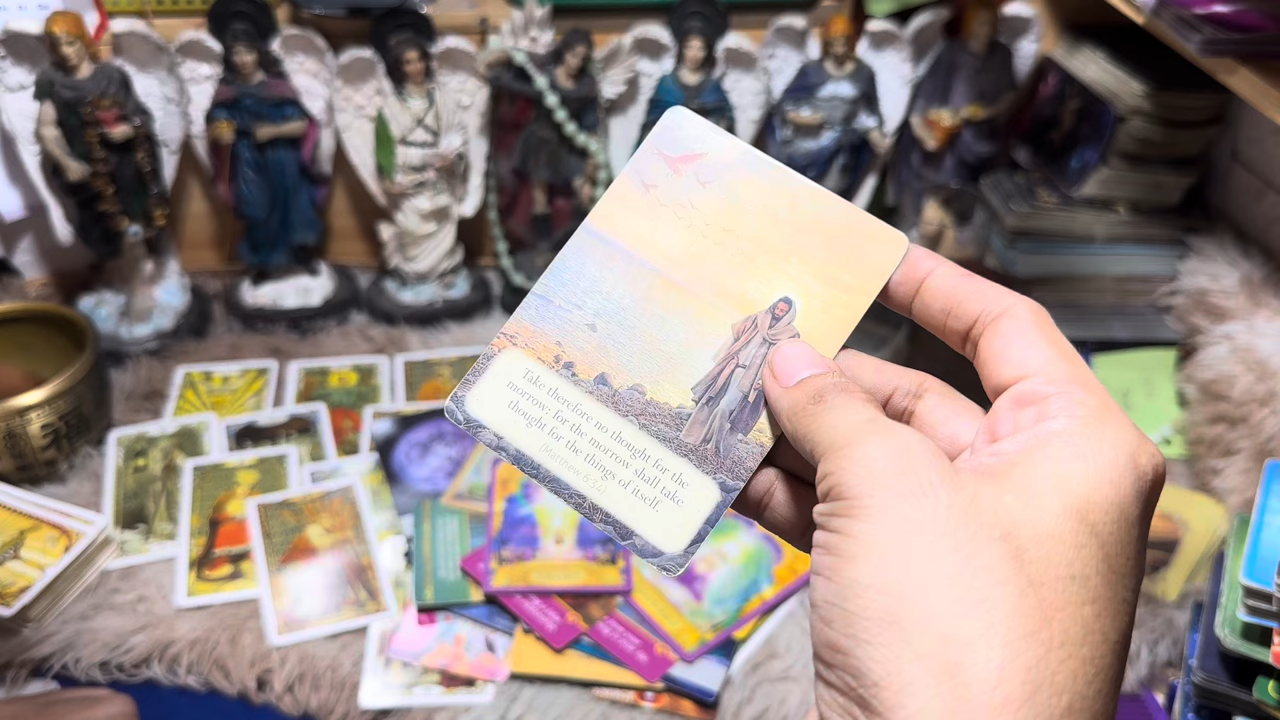 Take therefore no thought for the
morrow: for the morrow shall take
thought for the things of itself.
(Matthew 6:34)